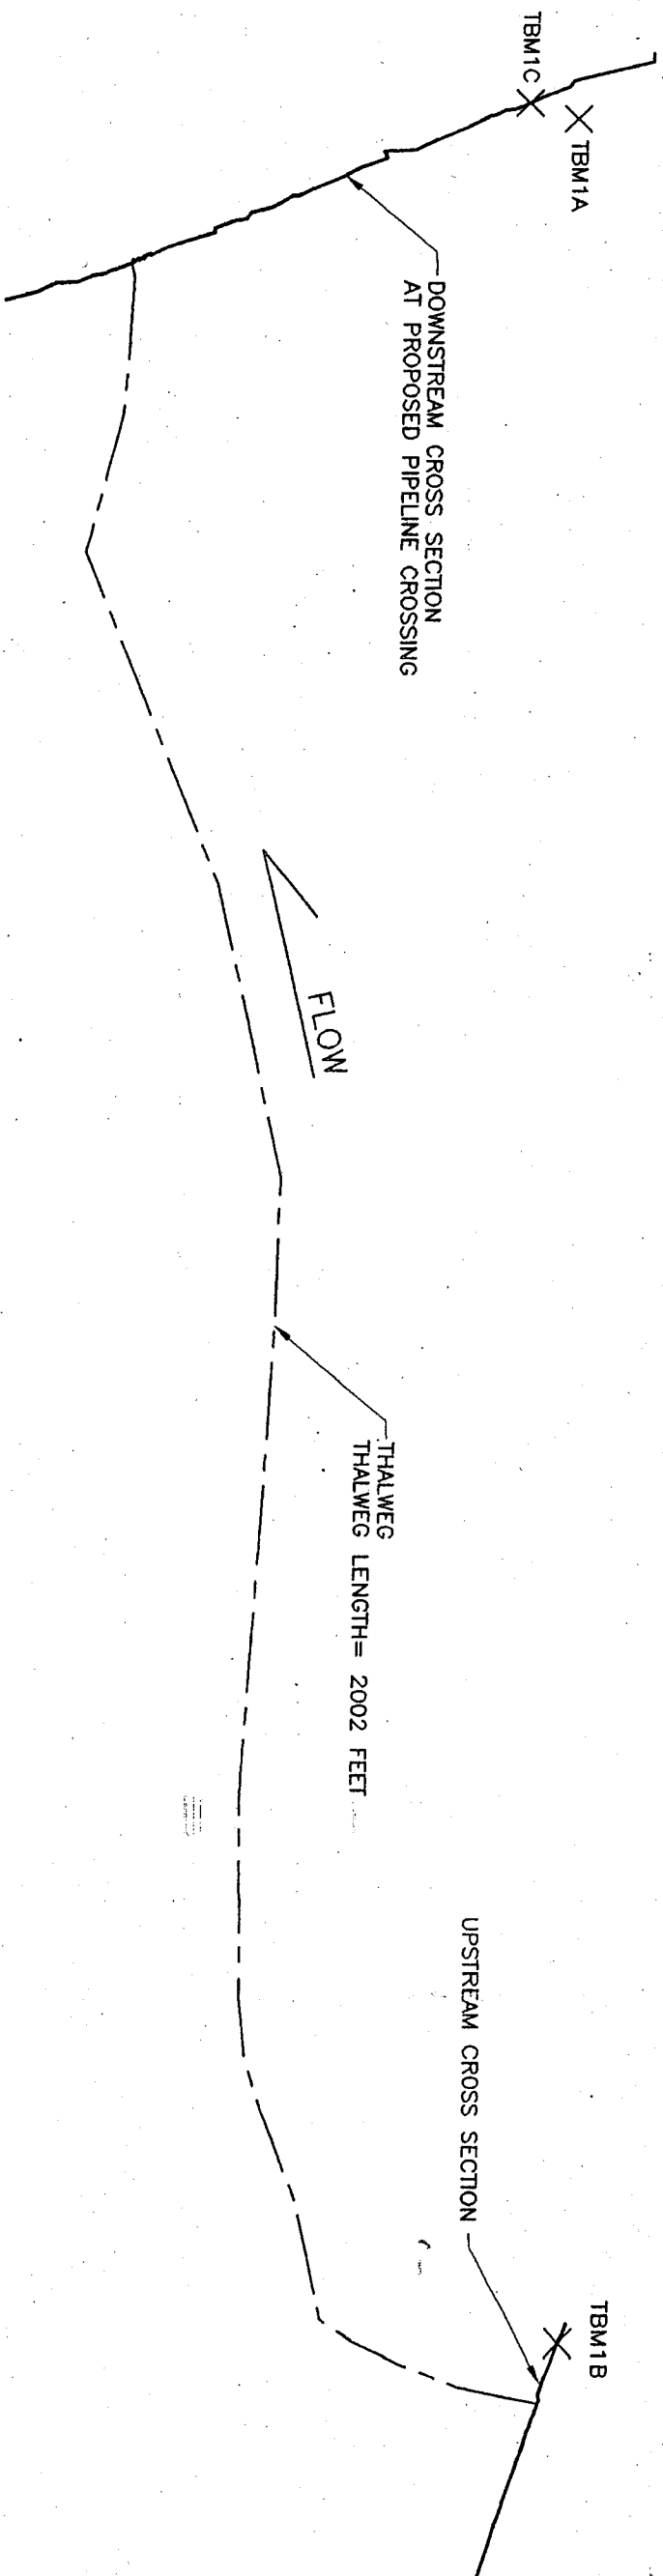 TBM1C
TBM1A
DOWNSTREAM CROSS SECTION
AT PROPOSED PIPELINE CROSSING
FLOW
THALWEG
THALWEG LENGTH= 2002 FEET
UPSTREAM CROSS SECTION
TBM1B